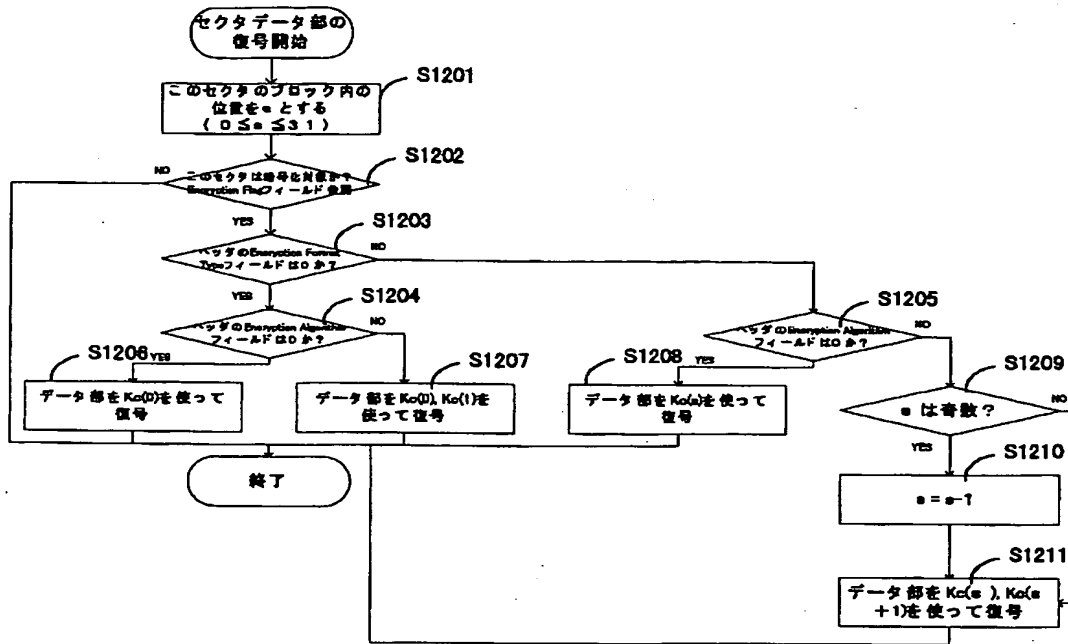 セクタデータ部の
復号開始
S1201
このセクタのブロック内の
位置をsとする
(0≦s≦31)
S1202
NO
このセクタは暗号化対象か?
Encryption Flagフィールド参照
YES
S1203
ヘッダのEncryption Format
Typeフィールドは0か?
NO
YES
S1204
ヘッダのEncryption Algorithm
フィールドは0か?
NO
S1205
ヘッダのEncryption Algorithm
フィールドは0か?
NO
S1206
YES
データ部をKc(0)を使って
復号
S1207
データ部をKc(0), Kc(1)を
使って復号
S1208
YES
データ部をKc(s)を使って
復号
S1209
sは奇数?
NO
YES
終了
S1210
s = s-1
S1211
データ部をKc(s ), Kc(s
+1)を使って復号